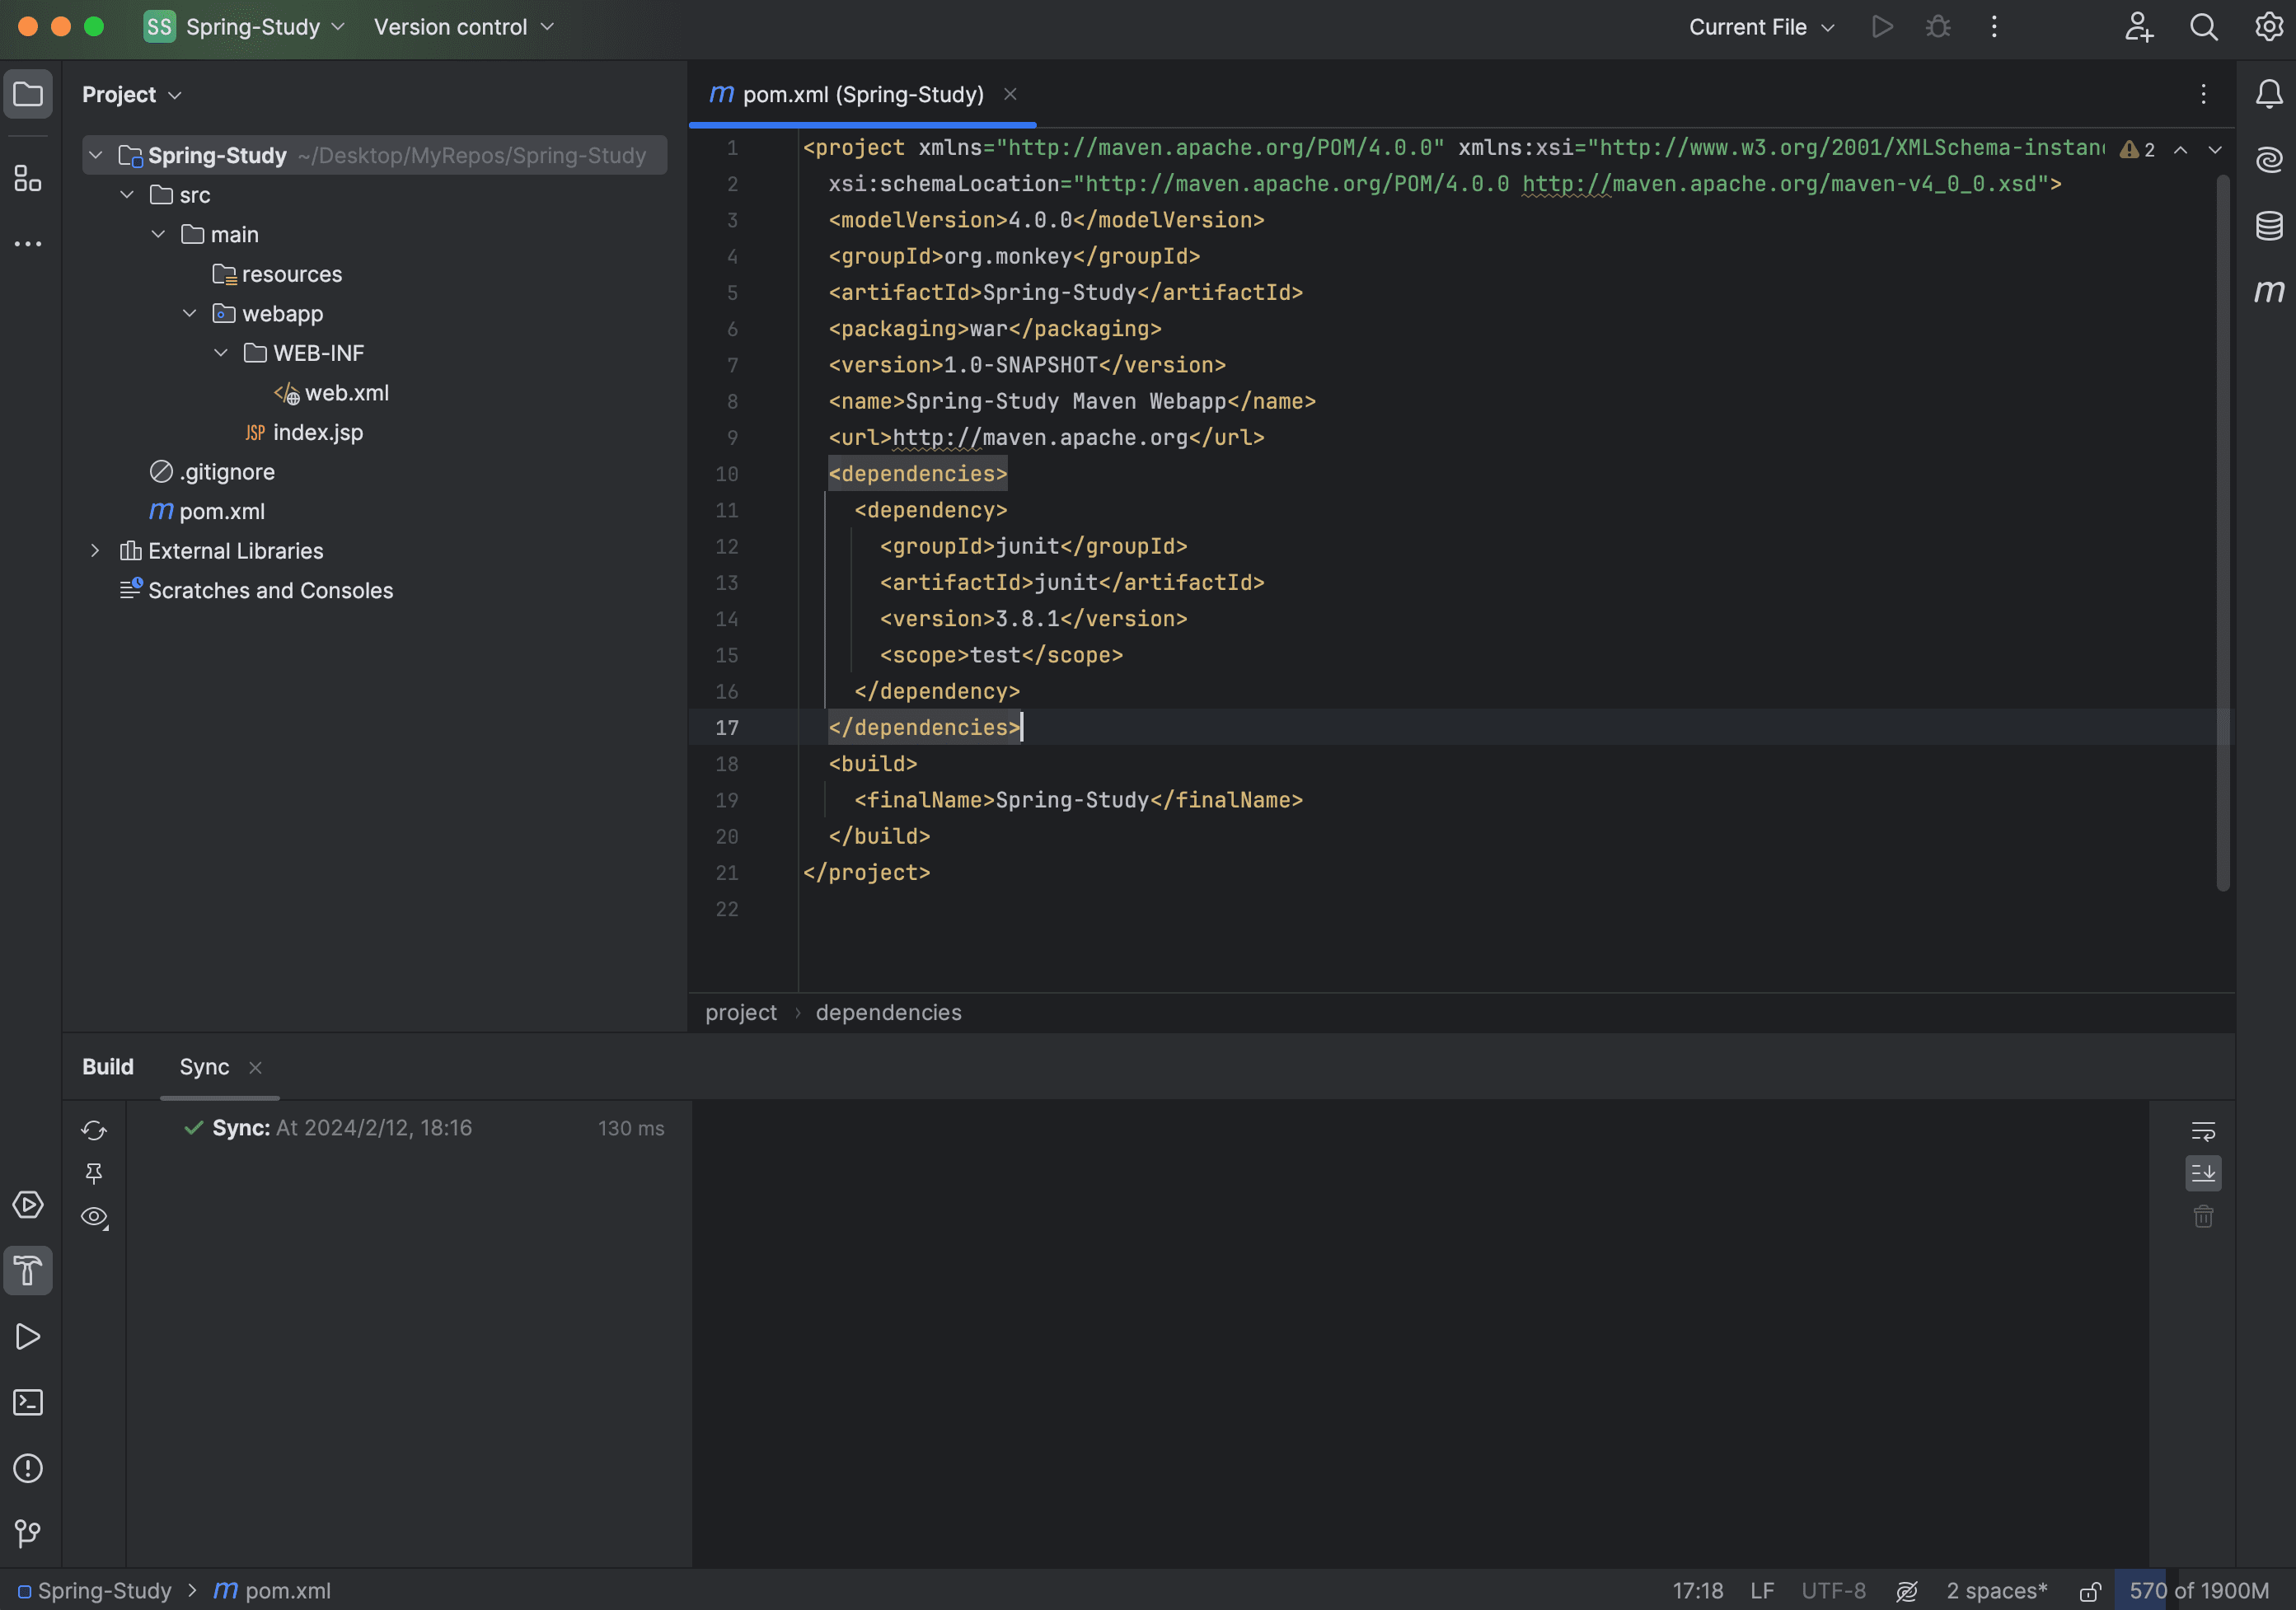 SS Spring-Study Version control Current File
Project
Spring-Study ~/Desktop/MyRepos/Spring-Study
src
main
resources
webapp
WEB-INF
web.xml
JSP index.jsp
.gitignore
m pom.xml
External Libraries
Scratches and Consoles
m pom.xml (Spring-Study)
1 <project xmlns="http://maven.apache.org/POM/4.0.0" xmlns:xsi="http://www.w3.org/2001/XMLSchema-instan 2
2 xsi:schemaLocation="http://maven.apache.org/POM/4.0.0 http://maven.apache.org/maven-v4_0_0.xsd">
3 <modelVersion>4.0.0</modelVersion>
4 <groupId>org.monkey</groupId>
5 <artifactId>Spring-Study</artifactId>
6 <packaging>war</packaging>
7 <version>1.0-SNAPSHOT</version>
8 <name>Spring-Study Maven Webapp</name>
9 <url>http://maven.apache.org</url>
10 <dependencies>
11 <dependency>
12 <groupId>junit</groupId>
13 <artifactId>junit</artifactId>
14 <version>3.8.1</version>
15 <scope>test</scope>
16 </dependency>
17 </dependencies>
18 <build>
19 <finalName>Spring-Study</finalName>
20 </build>
21 </project>
22
project › dependencies
m
Build Sync
Sync: At 2024/2/12, 18:16 130 ms
Spring-Study > m pom.xml 17:18 LF UTF-8 2 spaces* 570 of 1900M